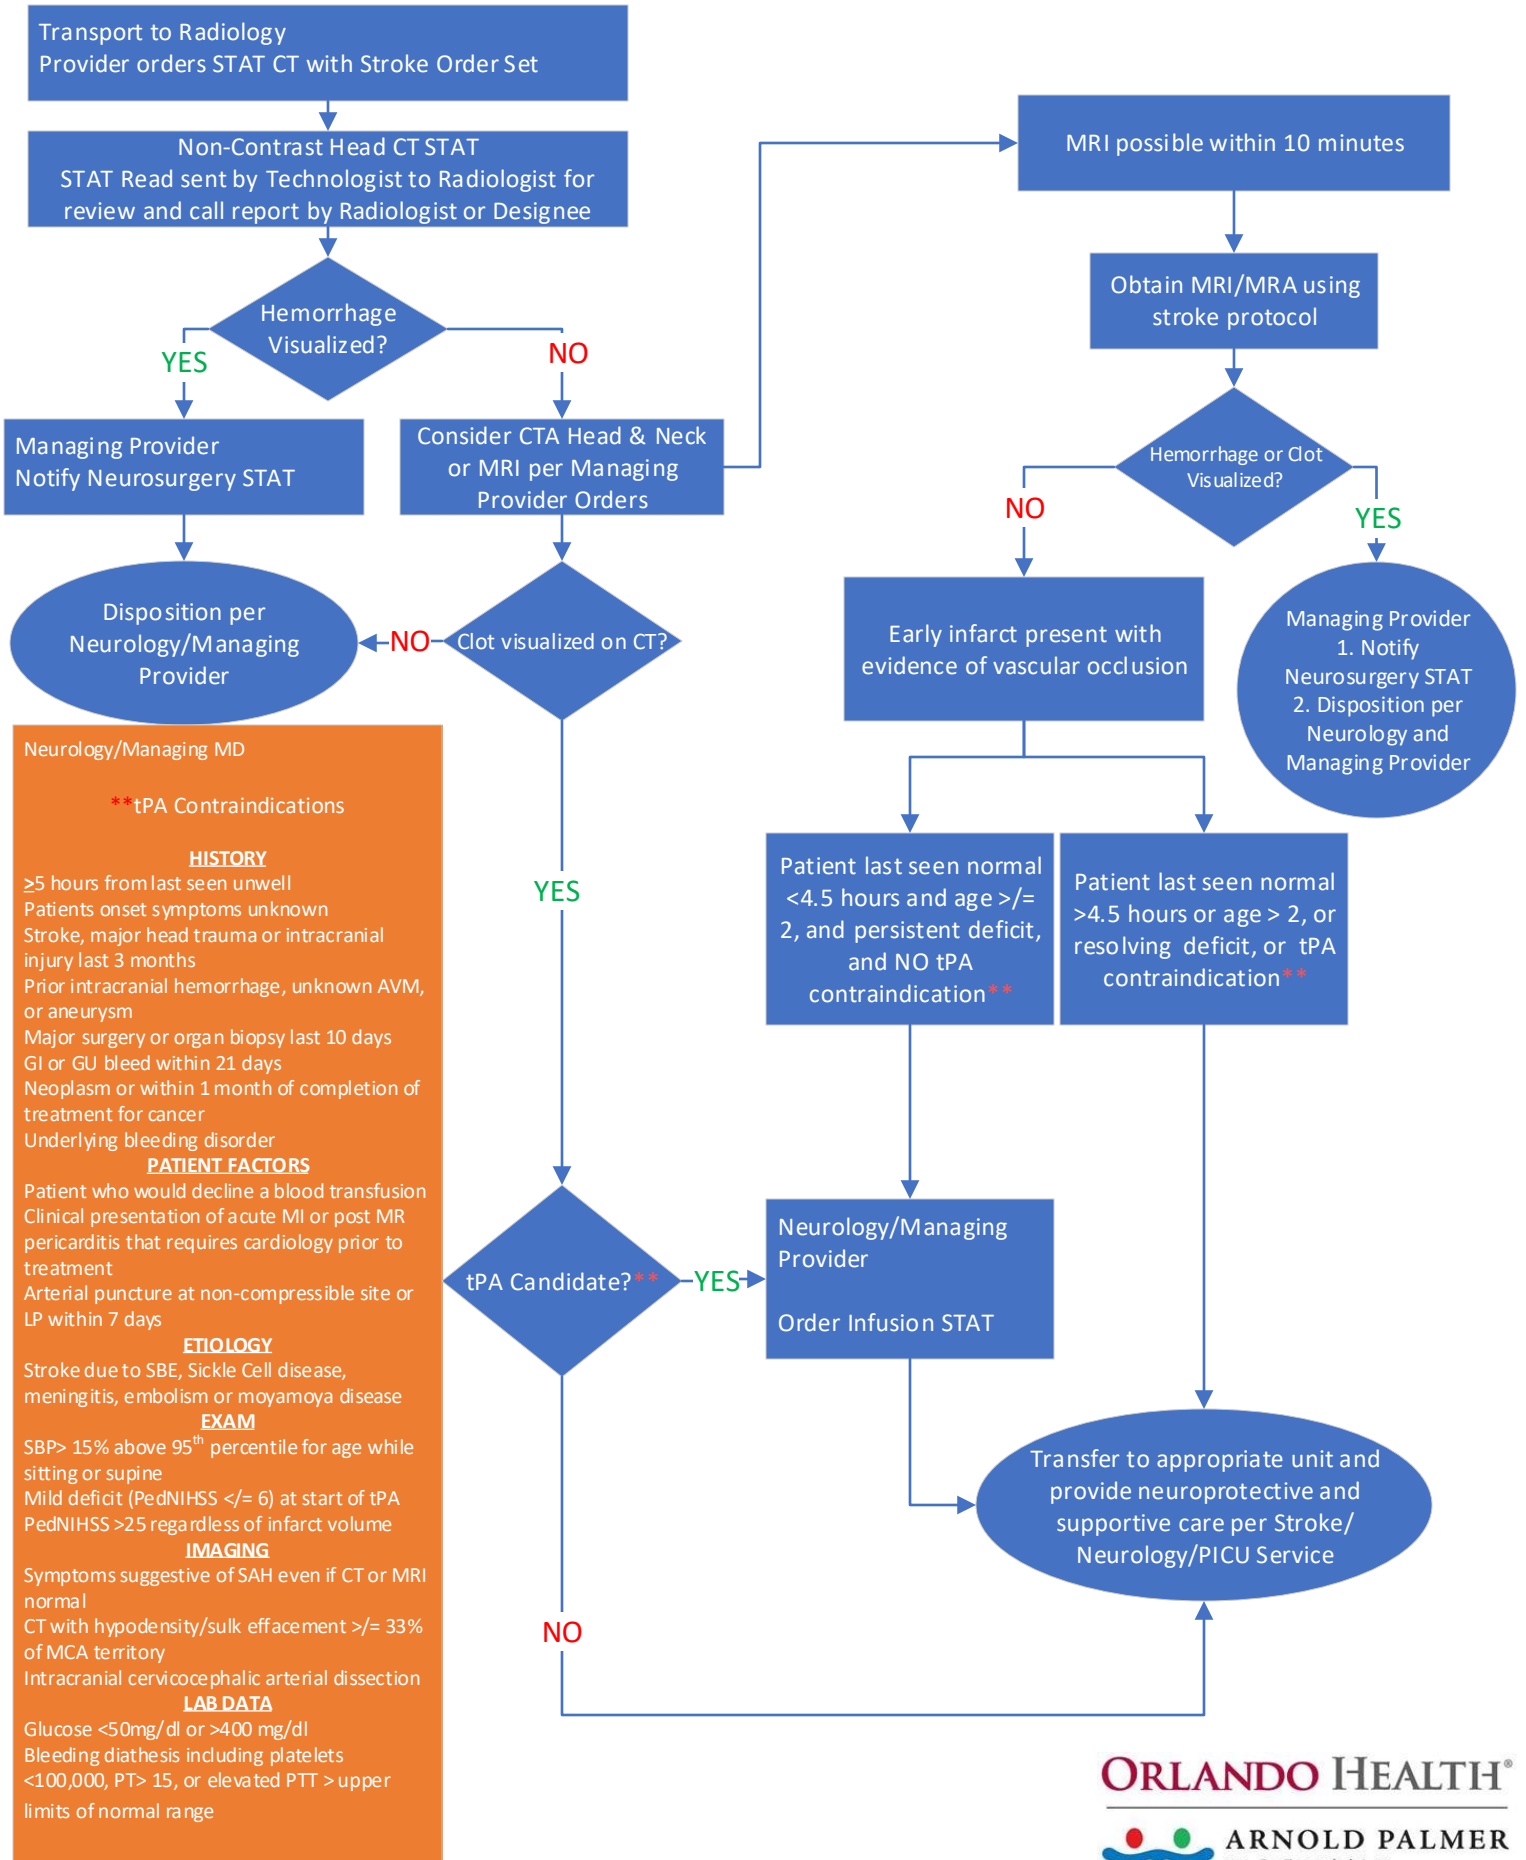 Transport to Radiology
Provider orders STAT CT with Stroke Order Set
Non-Contrast Head CT STAT
STAT Read sent by Technologist to Radiologist for
review and call report by Radiologist or Designee
Hemorrhage
Visualized?
YES
NO
Managing Provider
Notify Neurosurgery STAT
Consider CTA Head & Neck
or MRI per Managing
Provider Orders
Disposition per
Neurology/Managing
Provider
NO
Clot visualized on CT?
YES
Neurology/Managing MD
**tPA Contraindications
HISTORY
≥5 hours from last seen unwell
Patients onset symptoms unknown
Stroke, major head trauma or intracranial
injury last 3 months
Prior intracranial hemorrhage, unknown AVM,
or aneurysm
Major surgery or organ biopsy last 10 days
GI or GU bleed within 21 days
Neoplasm or within 1 month of completion of
treatment for cancer
Underlying bleeding disorder
PATIENT FACTORS
Patient who would decline a blood transfusion
Clinical presentation of acute MI or post MR
pericarditis that requires cardiology prior to
treatment
Arterial puncture at non-compressible site or
LP within 7 days
ETIOLOGY
Stroke due to SBE, Sickle Cell disease,
meningitis, embolism or moyamoya disease
EXAM
SBP> 15% above 95th percentile for age while
sitting or supine
Mild deficit (PedNIHSS </= 6) at start of tPA
PedNIHSS >25 regardless of infarct volume
IMAGING
Symptoms suggestive of SAH even if CT or MRI
normal
CT with hypodensity/sulk effacement >/= 33%
of MCA territory
Intracranial cervicocephalic arterial dissection
LAB DATA
Glucose <50mg/dl or >400 mg/dl
Bleeding diathesis including platelets
<100,000, PT> 15, or elevated PTT > upper
limits of normal range
tPA Candidate?**
YES
NO
MRI possible within 10 minutes
Obtain MRI/MRA using
stroke protocol
Hemorrhage or Clot
Visualized?
NO
YES
Early infarct present with
evidence of vascular occlusion
Managing Provider
1. Notify
Neurosurgery STAT
2. Disposition per
Neurology and
Managing Provider
Patient last seen normal
<4.5 hours and age >/=
2, and persistent deficit,
and NO tPA
contraindication**
Patient last seen normal
>4.5 hours or age > 2, or
resolving deficit, or tPA
contraindication**
Neurology/Managing
Provider
Order Infusion STAT
Transfer to appropriate unit and
provide neuroprotective and
supportive care per Stroke/
Neurology/PICU Service
ORLANDO HEALTH®
ARNOLD PALMER